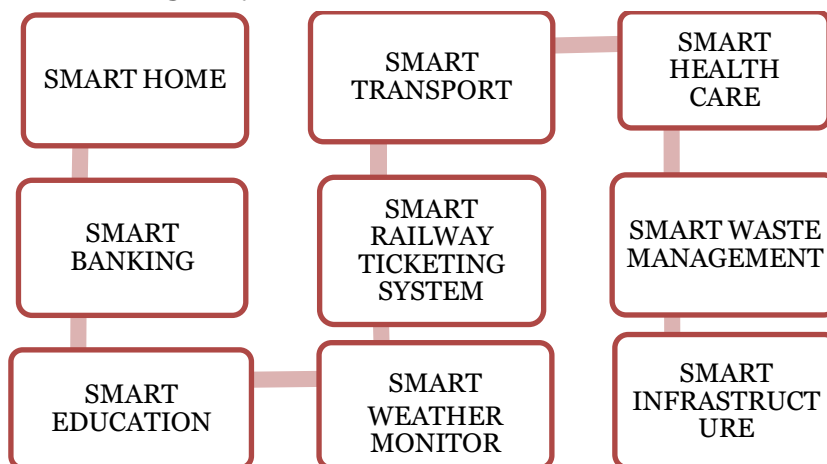 SMART HOME
SMART
BANKING
SMART
EDUCATION
SMART
WEATHER
MONITOR
SMART
RAILWAY
TICKETING
SYSTEM
SMART
TRANSPORT
SMART
HEALTH
CARE
SMART WASTE
MANAGEMENT
SMART
INFRASTRUCT
URE